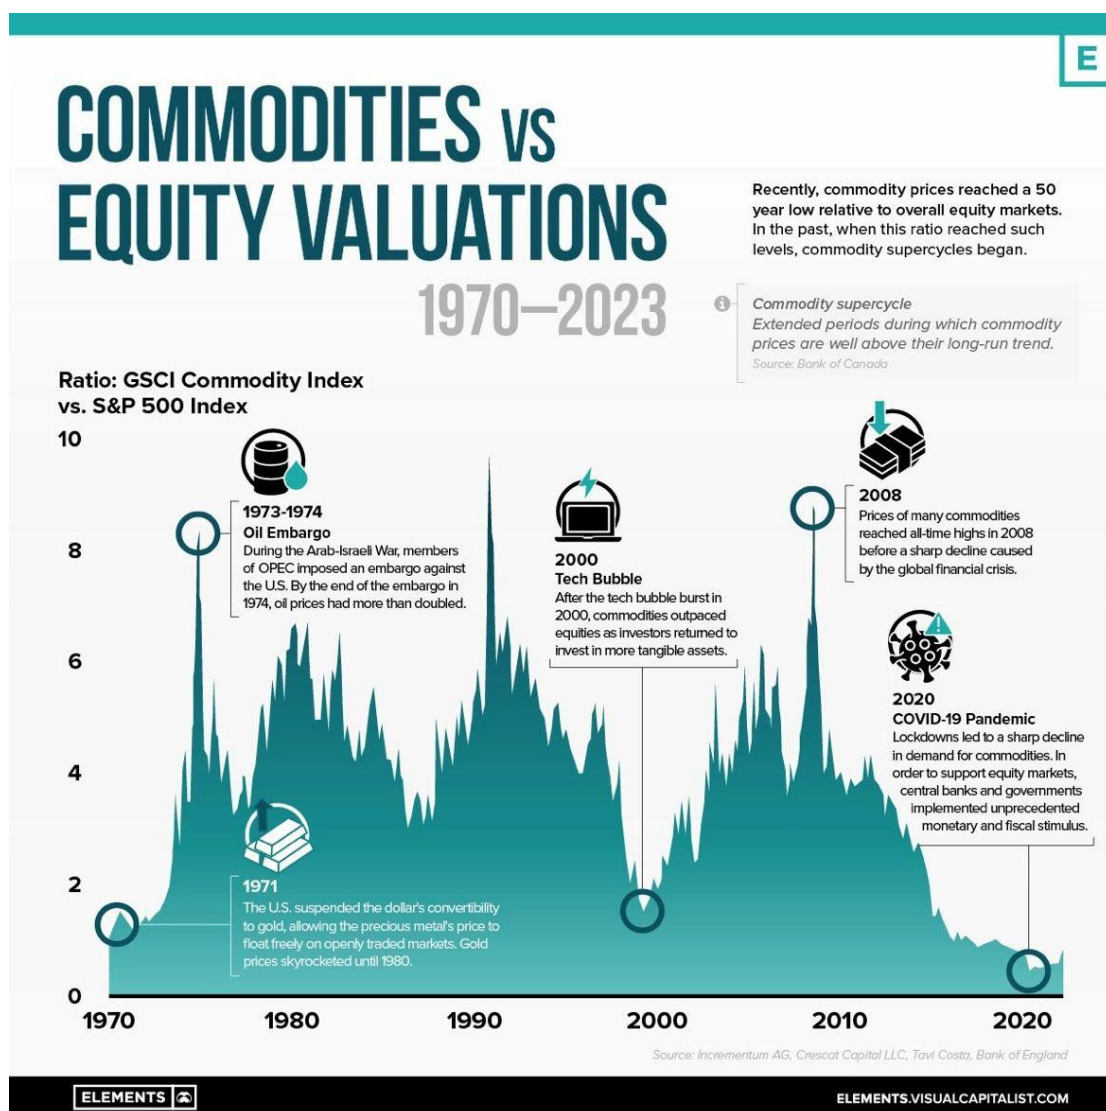 E
COMMODITIES VS
EQUITY VALUATIONS
1970—2023
Recently, commodity prices reached a 50
year low relative to overall equity markets.
In the past, when this ratio reached such
levels, commodity supercycles began.
Commodity supercycle
Extended periods during which commodity
prices are well above their long-run trend.
Source: Bank of Canada
Ratio: GSCI Commodity Index
vs. S&P 500 Index
10
8
6
4
2
0
1973-1974
Oil Embargo
During the Arab-Israeli War, members
of OPEC imposed an embargo against
the U.S. By the end of the embargo in
1974, oil prices had more than doubled.
1971
The U.S. suspended the dollar's convertibility
to gold, allowing the precious metal's price to
float freely on openly traded markets. Gold
prices skyrocketed until 1980.
2000
Tech Bubble
After the tech bubble burst in
2000, commodities outpaced
equities as investors returned to
invest in more tangible assets.
2008
Prices of many commodities
reached all-time highs in 2008
before a sharp decline caused
by the global financial crisis.
2020
COVID-19 Pandemic
Lockdowns led to a sharp decline
in demand for commodities. In
order to support equity markets,
central banks and governments
implemented unprecedented
monetary and fiscal stimulus.
1970
1980
1990
2000
2010
2020
Source: Incrementum AG, Crescat Capital LLC, Tavi Costa, Bank of England
ELEMENTS
ELEMENTS.VISUALCAPITALIST.COM